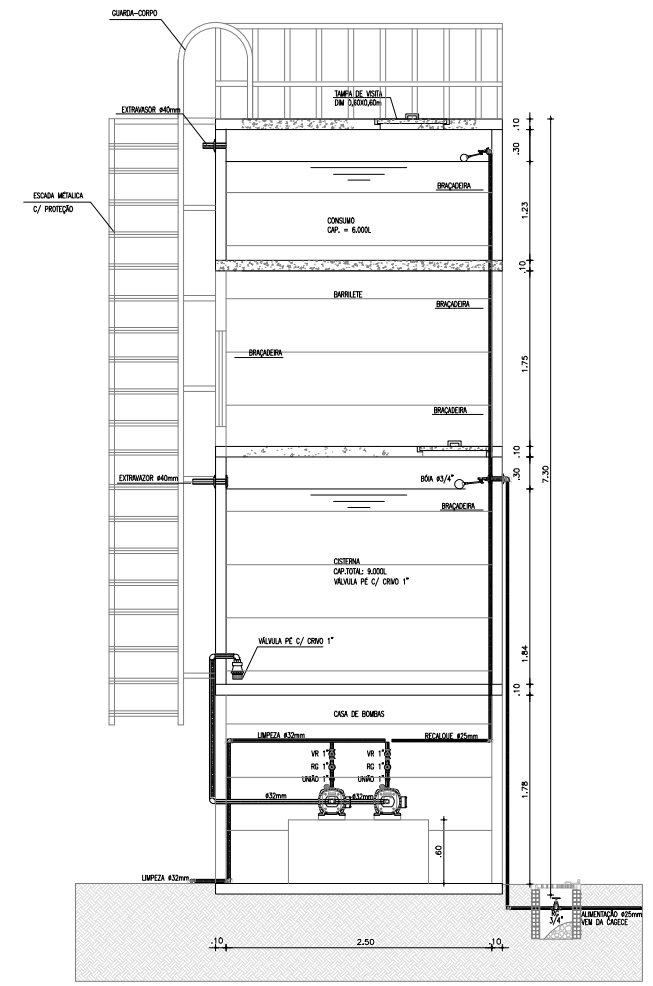 GUARDA-CORPO
TAMPA DE VISITA
DIM 0,60X0,60m
EXTRAVASOR ø40mm
.10
.30
BRAÇADEIRA
ESCADA METÁLICA
C/ PROTEÇÃO
1.23
CONSUMO
CAP. = 6.000L
.10
BARRILETE
BRAÇADEIRA
BRAÇADEIRA
1.75
BRAÇADEIRA
.10
EXTRAVAZOR ø40mm
BÓIA ø3/4"
.30
7.30
BRAÇADEIRA
CISTERNA
CAP.TOTAL: 9.000L
VÁLVULA PÉ C/ CRIVO 1"
VÁLVULA PÉ C/ CRIVO 1"
1.84
.10
CASA DE BOMBAS
LIMPEZA ø32mm
RECALQUE ø25mm
VR 1"
VR 1"
RG 1"
RG 1"
UNIÃO 1"
UNIÃO 1"
1.78
ø32mm
ø32mm
.60
LIMPEZA ø32mm
RG
3/4"
ALIMENTAÇÃO ø25mm
VEM DA CAGECE
.10
2.50
.10